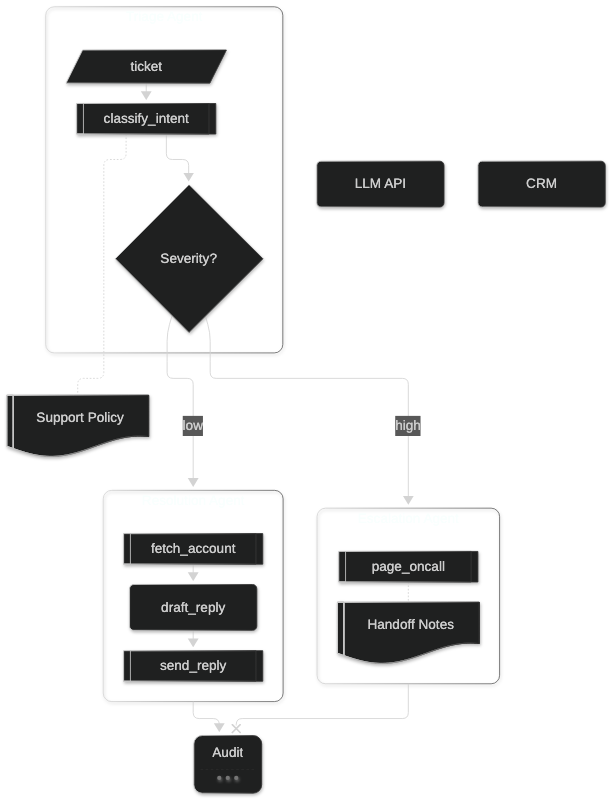 ticket
classify_intent
LLM API
CRM
Severity?
Support Policy
low
high
fetch_account
page_oncall
draft_reply
Handoff Notes
send_reply
Audit